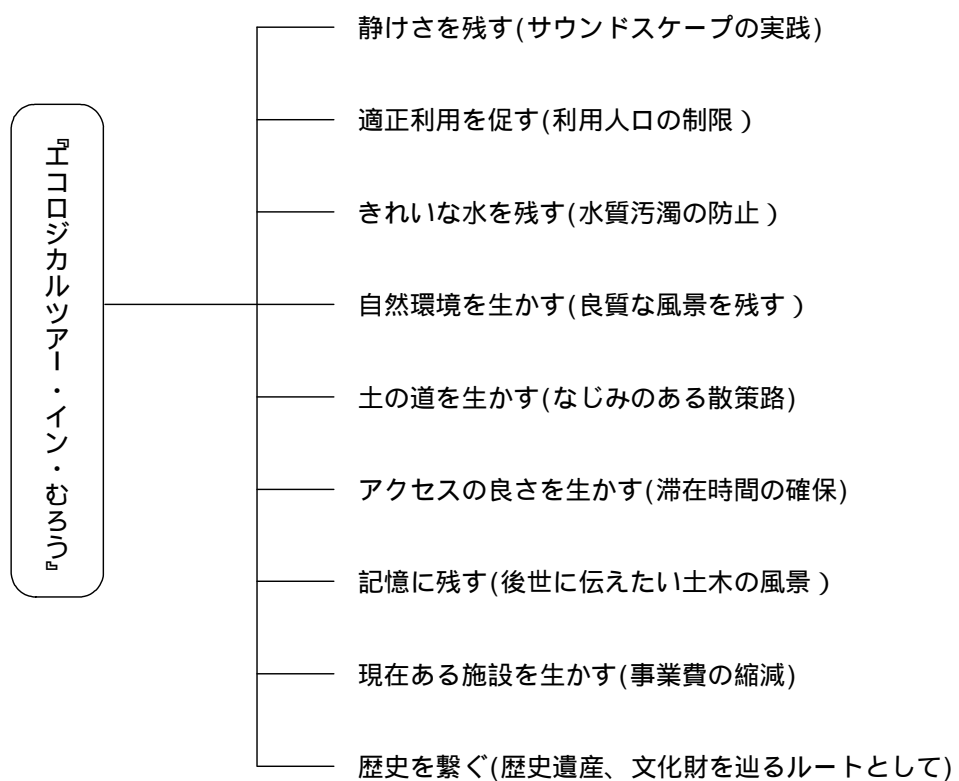 『エコロジカルツアー・イン・むろう』
静けさを残す(サウンドスケープの実践)
適正利用を促す(利用人口の制限)
きれいな水を残す(水質汚濁の防止)
自然環境を生かす(良質な風景を残す)
土の道を生かす(なじみのある散策路)
アクセスの良さを生かす(滞在時間の確保)
記憶に残す(後世に伝えたい土木の風景)
現在ある施設を生かす(事業費の縮減)
歴史を繋ぐ(歴史遺産、文化財を辿るルートとして)